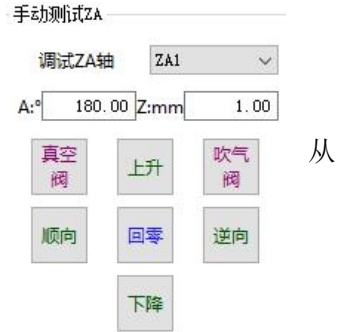 手动测试ZA
调试ZA轴 ZA1
A:° 180.00 Z:mm 1.00
真空阀 上升 吹气阀
从
顺向 回零 逆向
下降